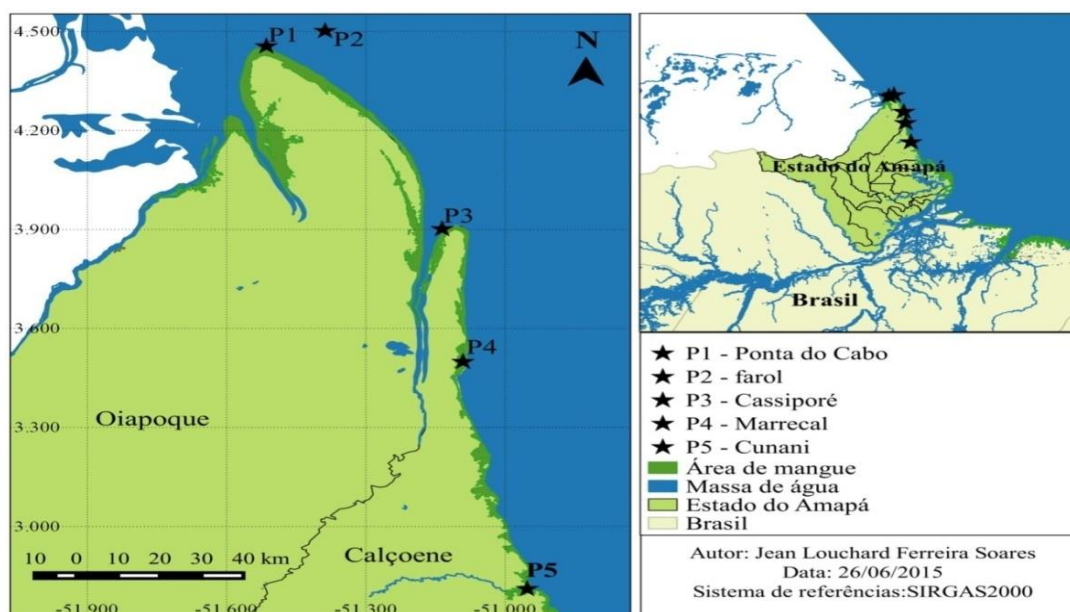 4.500
P1
P2
N
4.200
P3
3.900
3.600
P4
Oiapoque
3.300
3.000
10 0 10 20 30 40 km
Calçoene
P5
-51.900
-51.600
-51.300
-51.000
Estado do Amapá
Brasil
P1 - Ponta do Cabo
P2 - farol
P3 - Cassiporé
P4 - Marrecal
P5 - Cunani
Área de mangue
Massa de água
Estado do Amapá
Brasil
Autor: Jean Louchard Ferreira Soares
Data: 26/06/2015
Sistema de referências:SIRGAS2000